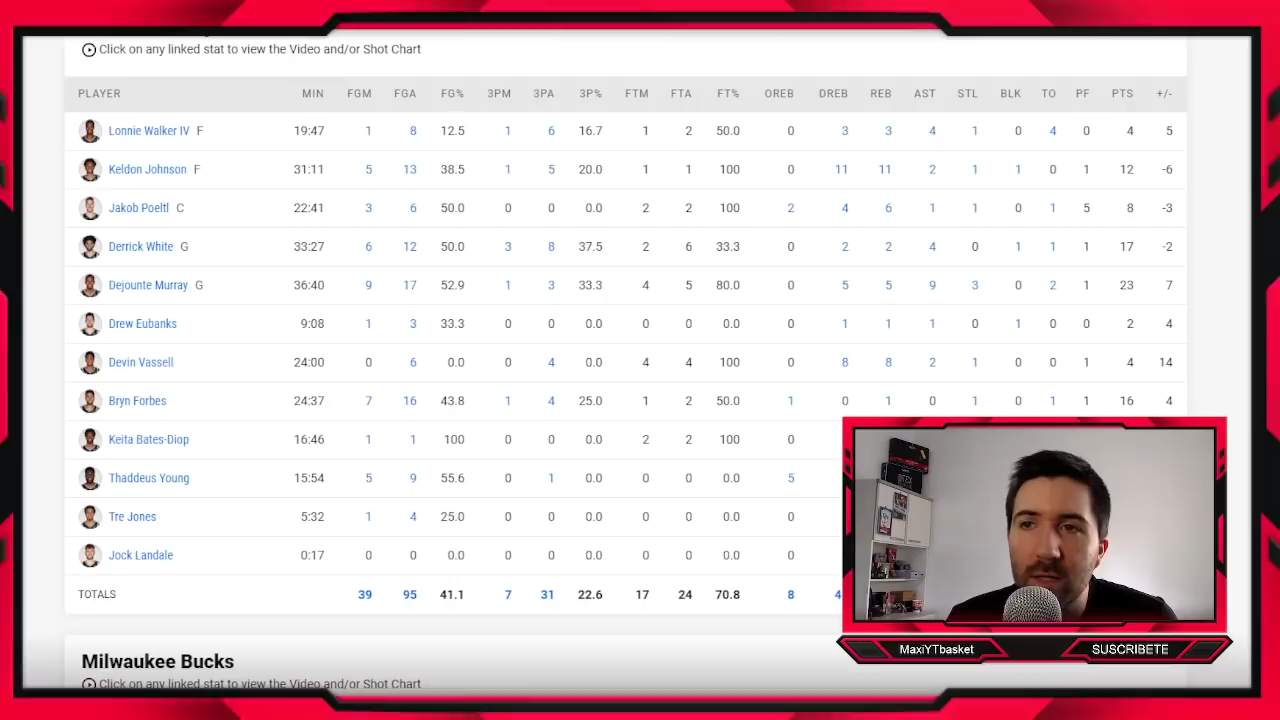 Click on any linked stat to view the Video and/or Shot Chart
PLAYER MIN FGM FGA FG% 3PM 3PA 3P% FTM FTA FT% OREB DREB REB AST STL BLK TO PF PTS +/-
Lonnie Walker IV F 19:47 1 8 12.5 1 6 16.7 1 2 50.0 0 3 3 4 1 0 4 0 4 5
Keldon Johnson F 31:11 5 13 38.5 1 5 20.0 1 1 100 0 11 11 2 1 1 0 1 12 -6
Jakob Poeltl C 22:41 3 6 50.0 0 0 0.0 2 2 100 2 4 6 1 1 0 1 5 8 -3
Derrick White G 33:27 6 12 50.0 3 8 37.5 2 6 33.3 0 2 2 4 0 1 1 1 17 -2
Dejounte Murray G 36:40 9 17 52.9 1 3 33.3 4 5 80.0 0 5 5 9 3 0 2 1 23 7
Drew Eubanks 9:08 1 3 33.3 0 0 0.0 0 0 0.0 0 1 1 1 0 1 0 0 2 4
Devin Vassell 24:00 0 6 0.0 0 4 0.0 4 4 100 0 8 8 2 1 0 0 1 4 14
Bryn Forbes 24:37 7 16 43.8 1 4 25.0 1 2 50.0 1 0 1 0 1 0 1 1 16 4
Keita Bates-Diop 16:46 1 1 100 0 0 0.0 2 2 100 0
Thaddeus Young 15:54 5 9 55.6 0 1 0.0 0 0 0.0 5
Tre Jones 5:32 1 4 25.0 0 0 0.0 0 0 0.0 0
Jock Landale 0:17 0 0 0.0 0 0 0.0 0 0 0.0 0
TOTALS 39 95 41.1 7 31 22.6 17 24 70.8 8 4
Milwaukee Bucks
Click on any linked stat to view the Video and/or Shot Chart
MaxiYTbasket
SUSCRIBETE